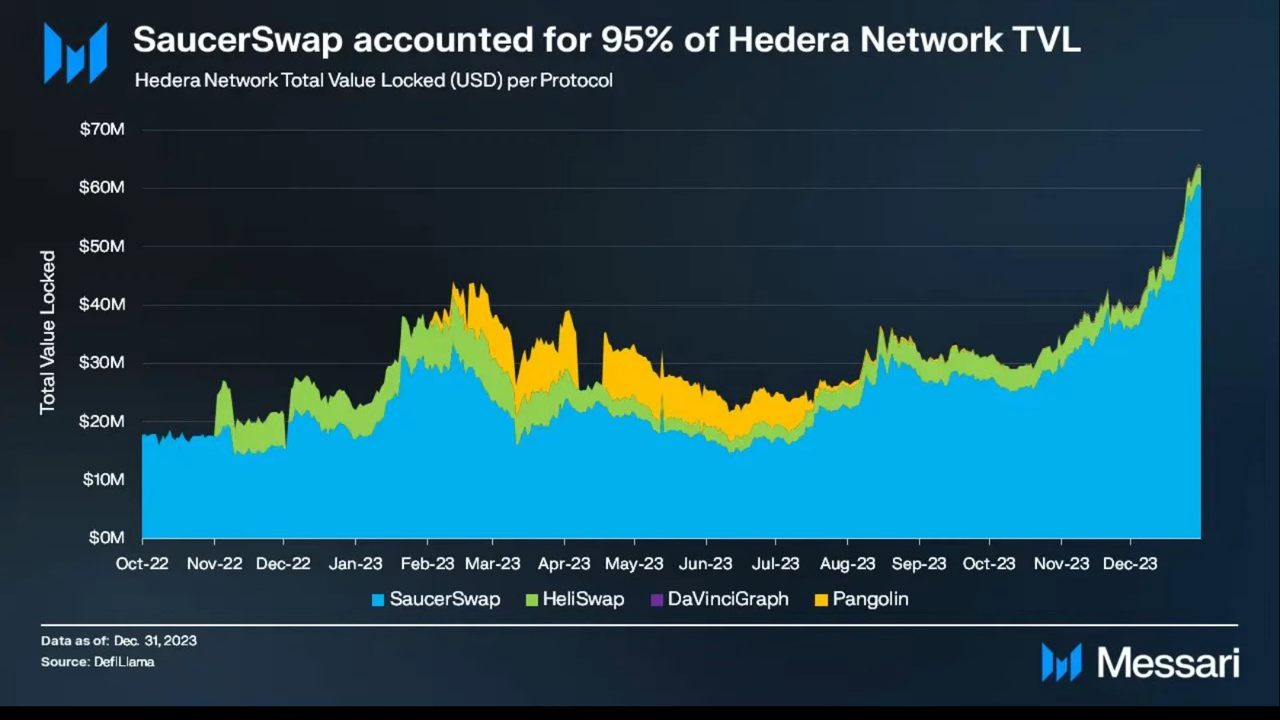 SaucerSwap accounted for 95% of Hedera Network TVL
Hedera Network Total Value Locked (USD) per Protocol
Total Value Locked
$70M
$60M
$50M
$40M
$30M
$20M
$10M
$0M
Oct-22 Nov-22 Dec-22 Jan-23 Feb-23 Mar-23 Apr-23 May-23 Jun-23 Jul-23 Aug-23 Sep-23 Oct-23 Nov-23 Dec-23
SaucerSwap HeliSwap DaVinciGraph Pangolin
Data as of: Dec. 31, 2023
Source: DefiLlama
Messari